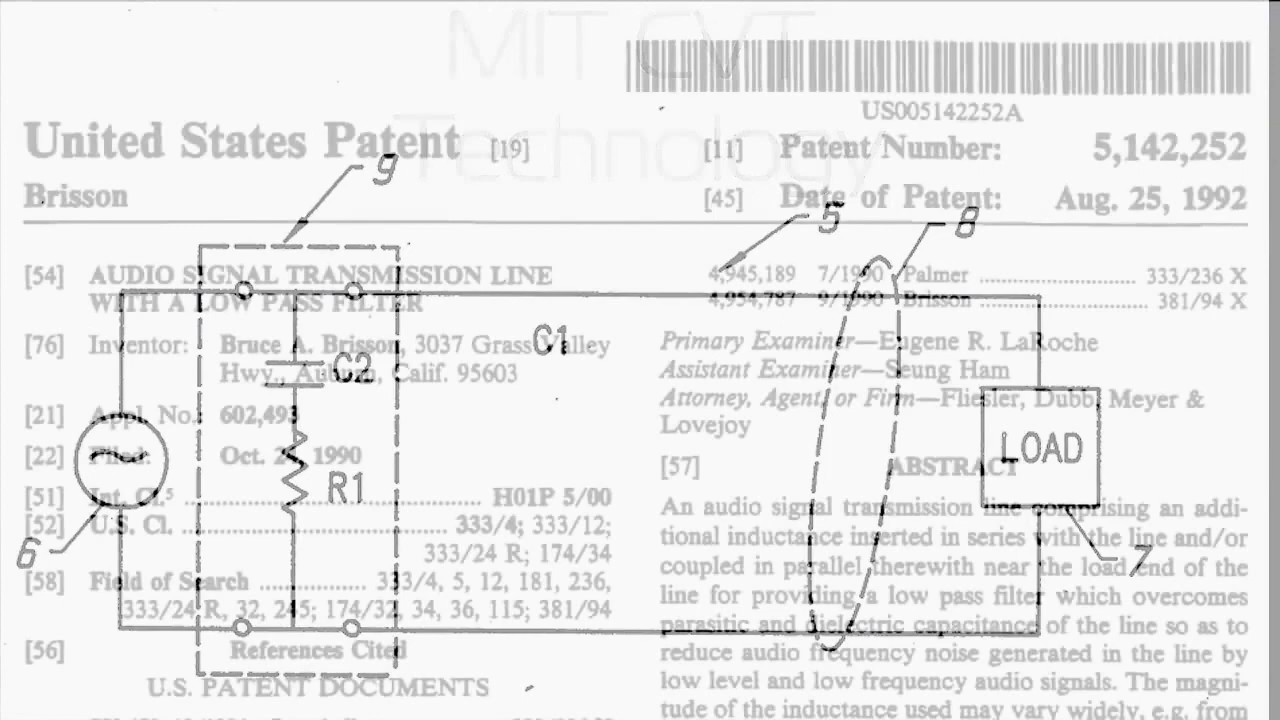 MIT CVT
Technology
US005142252A
United States Patent [19]
[11] Patent Number: 5,142,252
Brisson
[45] Date of Patent: Aug. 25, 1992
9
5
8
[54] AUDIO SIGNAL TRANSMISSION LINE
WITH A LOW PASS FILTER
[76] Inventor: Bruce A. Brisson, 3037 Grass Valley
Hwy., Auburn, Calif. 95603
[21] Appl. No.: 602,493
[22] Filed: Oct. 1990
[51] Int. Cl.⁵ H01P 5/00
[52] U.S. Cl. 333/4; 333/12;
333/24 R; 174/34
[58] Field of Search 333/4, 5, 12, 181, 236,
333/24 R, 32, 245; 174/32, 34, 36, 115; 381/94
[56] References Cited
U.S. PATENT DOCUMENTS
C2
R1
C1
6
4,945,189 7/1990 Palmer 333/236 X
4,954,787 9/1990 Brisson 381/94 X
Primary Examiner—Eugene R. LaRoche
Assistant Examiner—Seung Ham
Attorney, Agent, or Firm—Fliesler, Dubb, Meyer &
Lovejoy
[57] ABSTRACT
An audio signal transmission line comprising an addi-
tional inductance inserted in series with the line and/or
coupled in parallel therewith near the load end of the
line for providing a low pass filter which overcomes
parasitic and dielectric capacitance of the line so as to
reduce audio frequency noise generated in the line by
low level and low frequency audio signals. The magni-
tude of the inductance used may vary widely, e.g. from
LOAD
7